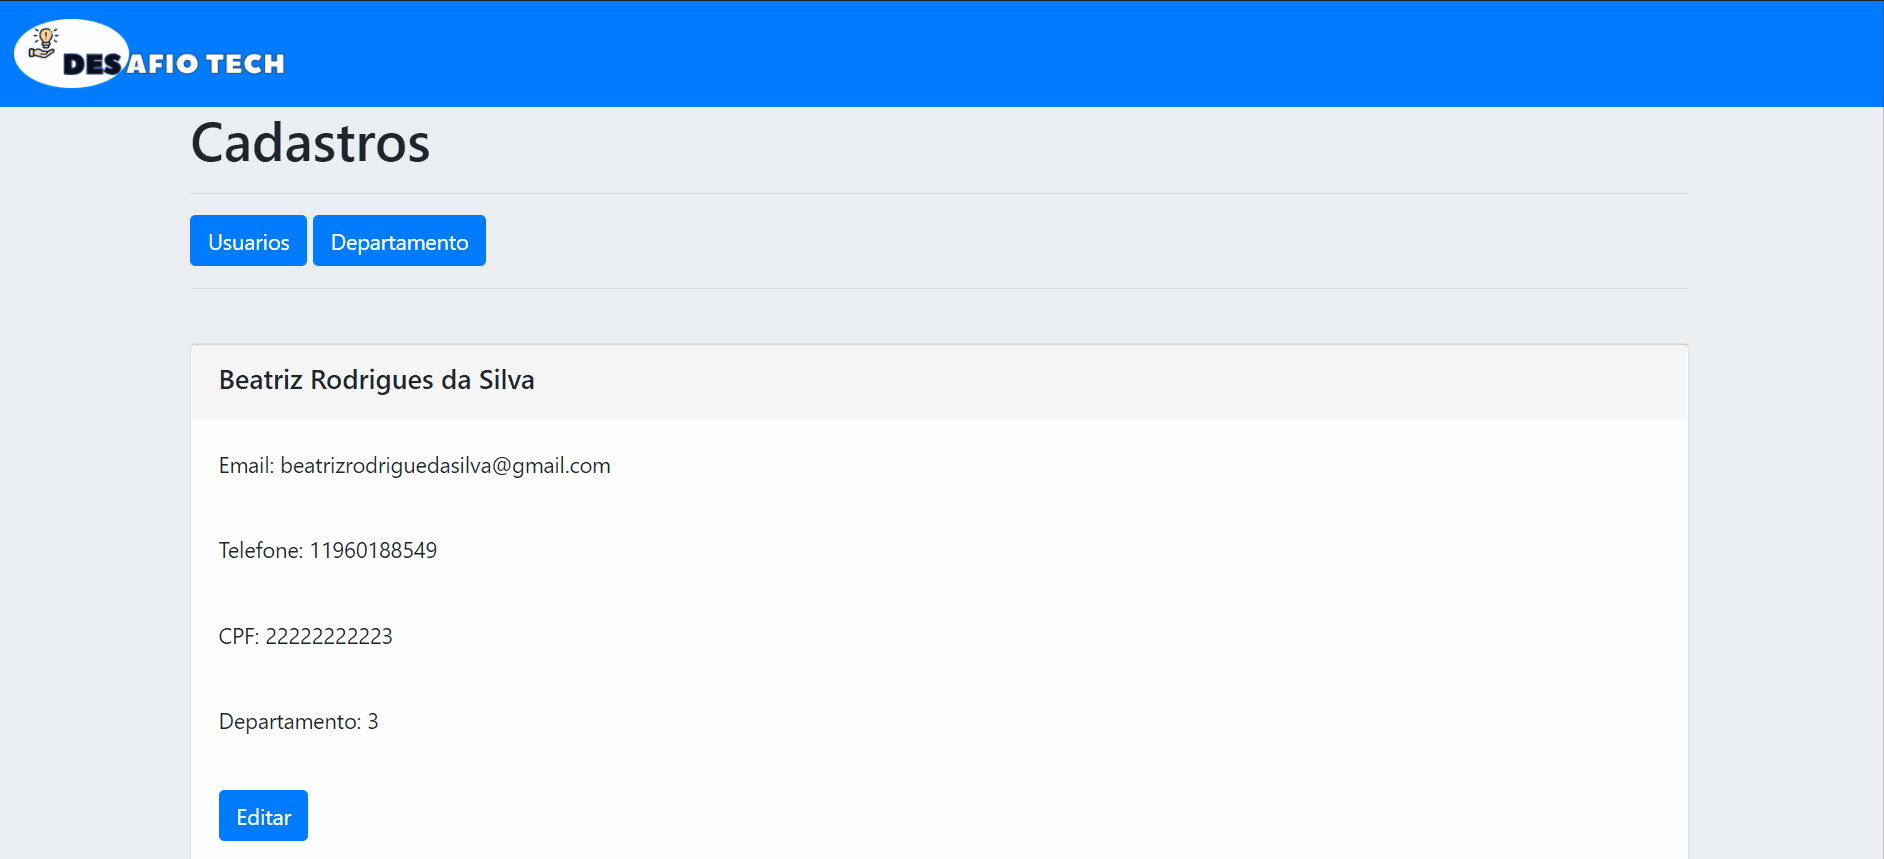 DESAFIO TECH
Cadastros
Usuarios Departamento
Beatriz Rodrigues da Silva
Email: beatrizrodriguedasilva@gmail.com
Telefone: 11960188549
CPF: 22222222223
Departamento: 3
Editar